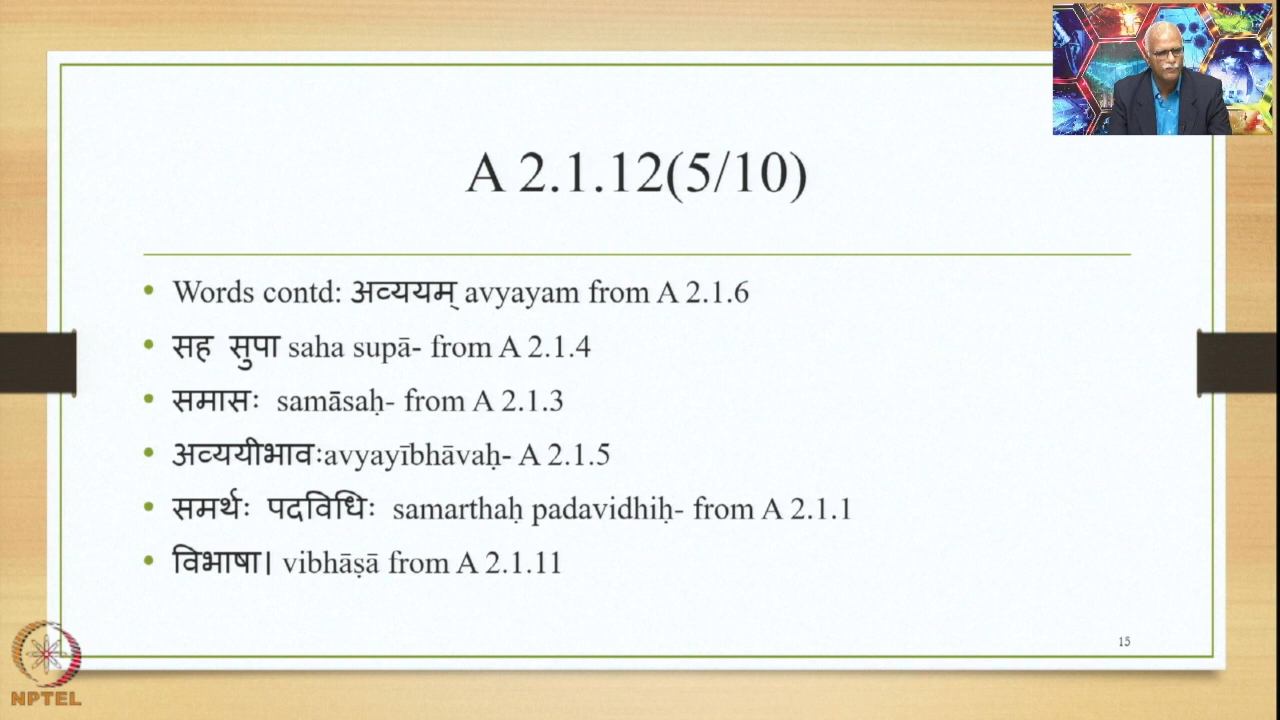 A 2.1.12(5/10)
• Words contd: अव्ययम् avyayam from A 2.1.6
• सह सुपा saha supā- from A 2.1.4
• समासः samāsaḥ- from A 2.1.3
• अव्ययीभावःavyayībhāvaḥ- A 2.1.5
• समर्थः पदविधिः samarthaḥ padavidhiḥ- from A 2.1.1
• विभाषा। vibhāṣā from A 2.1.11
15
NPTEL